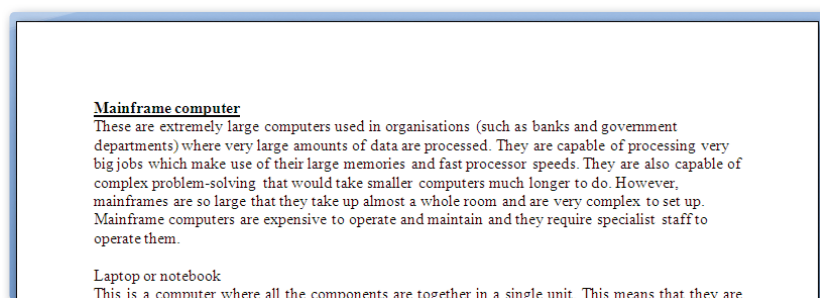 Mainframe computer
These are extremely large computers used in organisations (such as banks and government
departments) where very large amounts of data are processed. They are capable of processing very
big jobs which make use of their large memories and fast processor speeds. They are also capable of
complex problem-solving that would take smaller computers much longer to do. However,
mainframes are so large that they take up almost a whole room and are very complex to set up.
Mainframe computers are expensive to operate and maintain and they require specialist staff to
operate them.
Laptop or notebook
This is a computer where all the components are together in a single unit. This means that they are